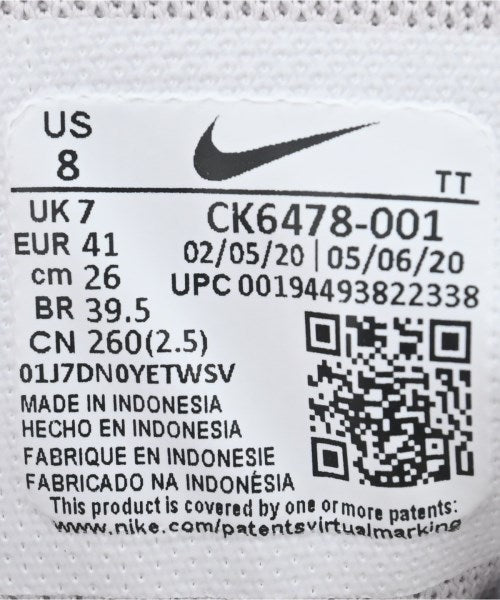 US
8
TT
UK 7
CK6478-001
EUR 41
02/05/20 | 05/06/20
cm 26
UPC 00194493822338
BR 39.5
CN 260(2.5)
01J7DN0YETWSV
MADE IN INDONESIA
HECHO EN INDONESIA
FABRIQUE EN INDONESIE
FABRICADO NA INDONÉSIA
This product is covered by one or more patents:
www.nike.com/patentsvirtualmarking